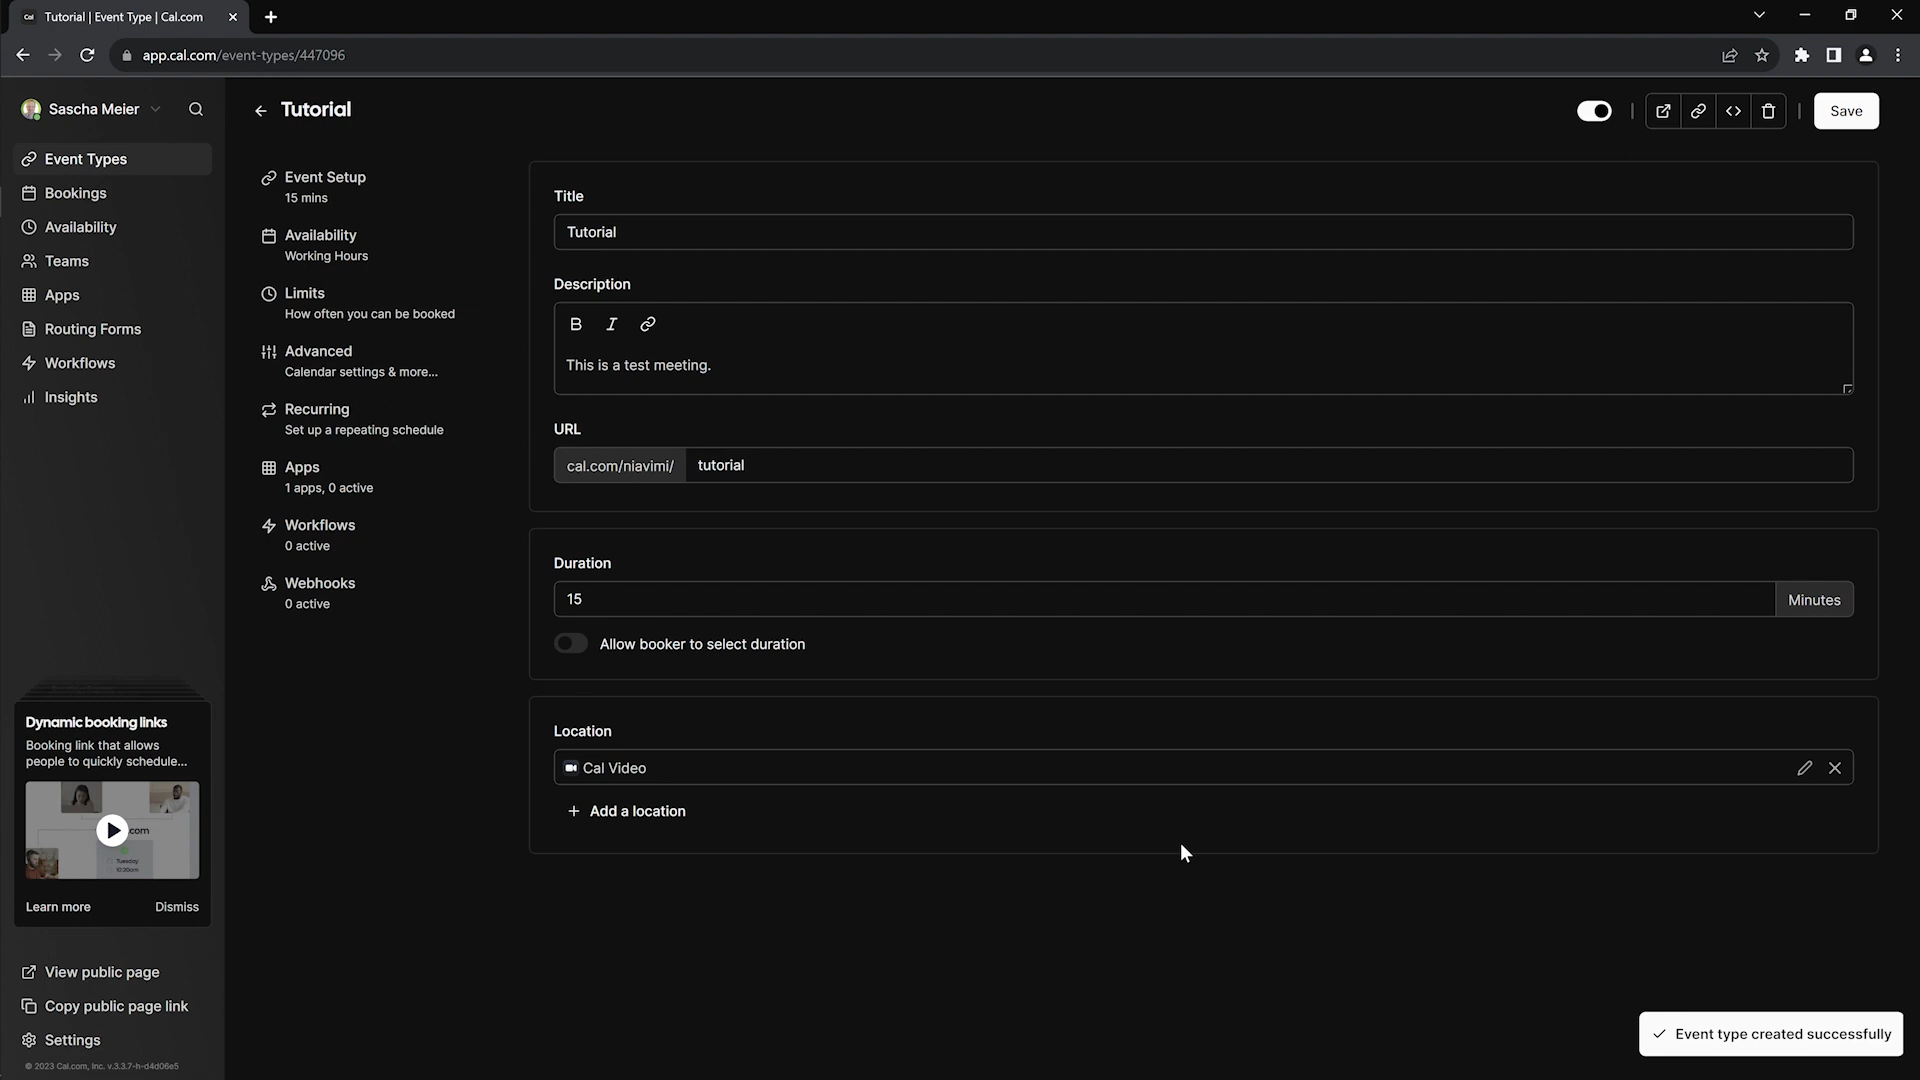 Tutorial | Event Type | Cal.com
app.cal.com/event-types/447096
Sascha Meier
Event Types
Bookings
Availability
Teams
Apps
Routing Forms
Workflows
Insights
Dynamic booking links
Booking link that allows
people to quickly schedule...
.com
Tuesday
10:30am
Learn more
Dismiss
View public page
Copy public page link
Settings
© 2023 Cal.com, Inc. v.3.3.7-h-d4d06e5
Tutorial
Save
Event Setup
15 mins
Availability
Working Hours
Limits
How often you can be booked
Advanced
Calendar settings & more...
Recurring
Set up a repeating schedule
Apps
1 apps, 0 active
Workflows
0 active
Webhooks
0 active
Title
Tutorial
Description
B I
This is a test meeting.
URL
cal.com/niavimi/ tutorial
Duration
15 Minutes
Allow booker to select duration
Location
Cal Video
+ Add a location
Event type created successfully